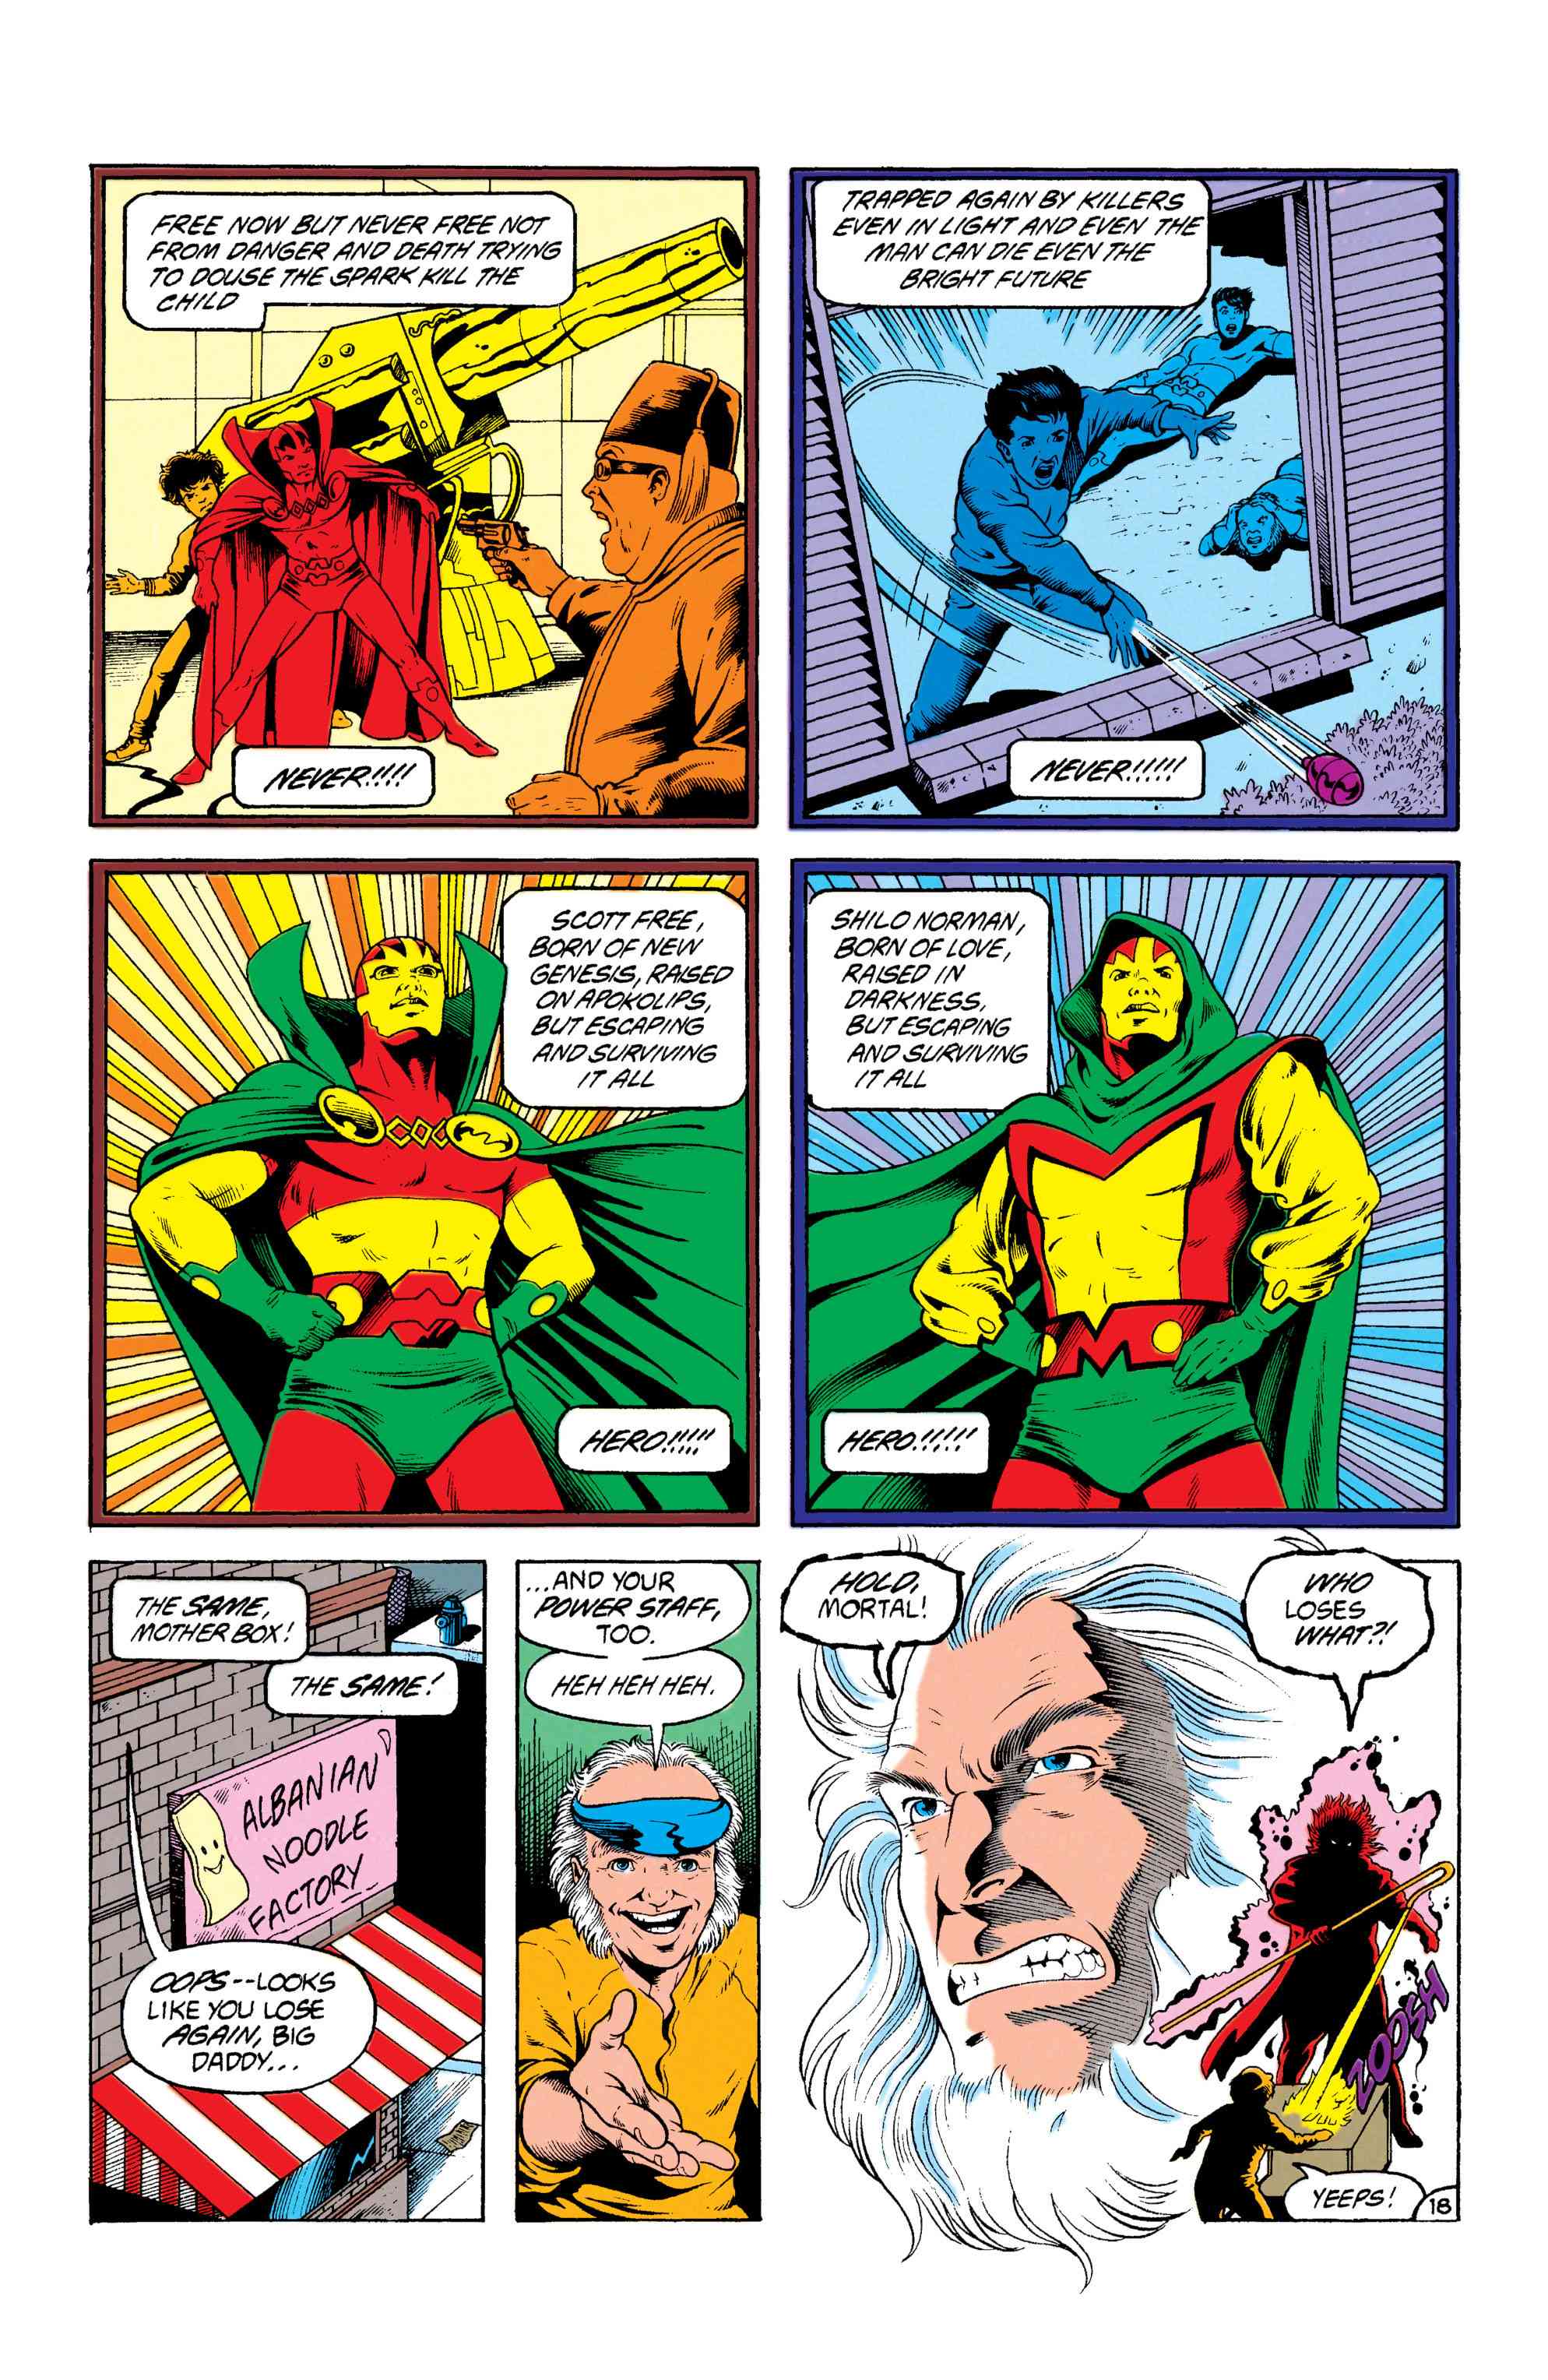 FREE NOW BUT NEVER FREE NOT
FROM DANGER AND DEATH TRYING
TO DOUSE THE SPARK KILL THE
CHILD
NEVER!!!!
TRAPPED AGAIN BY KILLERS
EVEN IN LIGHT AND EVEN THE
MAN CAN DIE EVEN THE
BRIGHT FUTURE
NEVER!!!!!
SCOTT FREE,
BORN OF NEW
GENESIS, RAISED
ON APOKOLIPS,
BUT ESCAPING
AND SURVIVING
IT ALL
HERO!!!!!
SHILO NORMAN,
BORN OF LOVE,
RAISED IN
DARKNESS,
BUT ESCAPING
AND SURVIVING
IT ALL
HERO!!!!!
THE SAME,
MOTHER BOX!
THE SAME!
ALBANIAN
NOODLE
FACTORY
OOPS--LOOKS
LIKE YOU LOSE
AGAIN, BIG
DADDY...
...AND YOUR
POWER STAFF,
TOO.
HEH HEH HEH.
HOLD,
MORTAL!
WHO
LOSES
WHAT?!
ZOOSH
YEEPS!
18